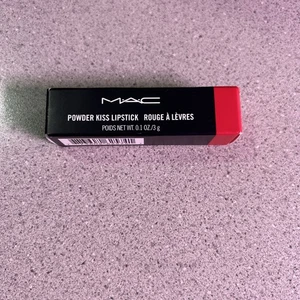 MAC
POWDER KISS LIPSTICK ROUGE À LÈVRES
POIDS NET WT. 0.1 OZ/3 g